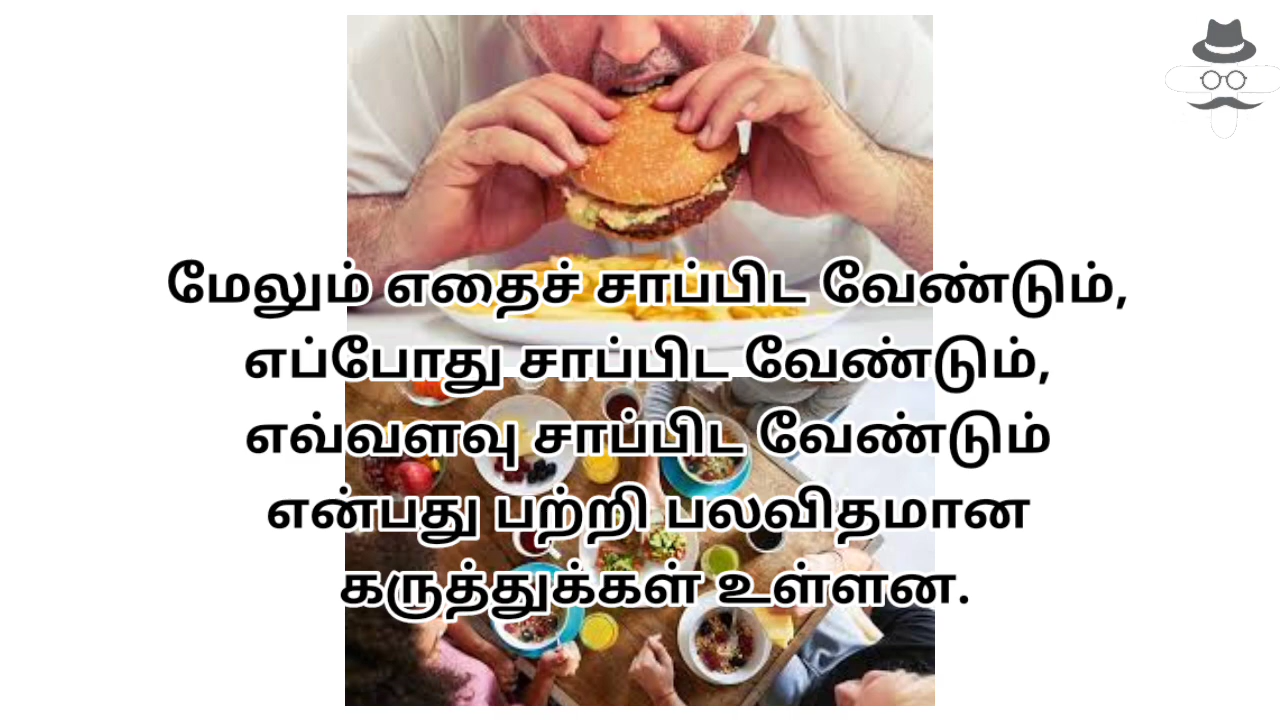 மேலும் எதைச் சாப்பிட வேண்டும்,
எப்போது சாப்பிட வேண்டும்,
எவ்வளவு சாப்பிட வேண்டும்
என்பது பற்றி பலவிதமான
கருத்துக்கள் உள்ளன.